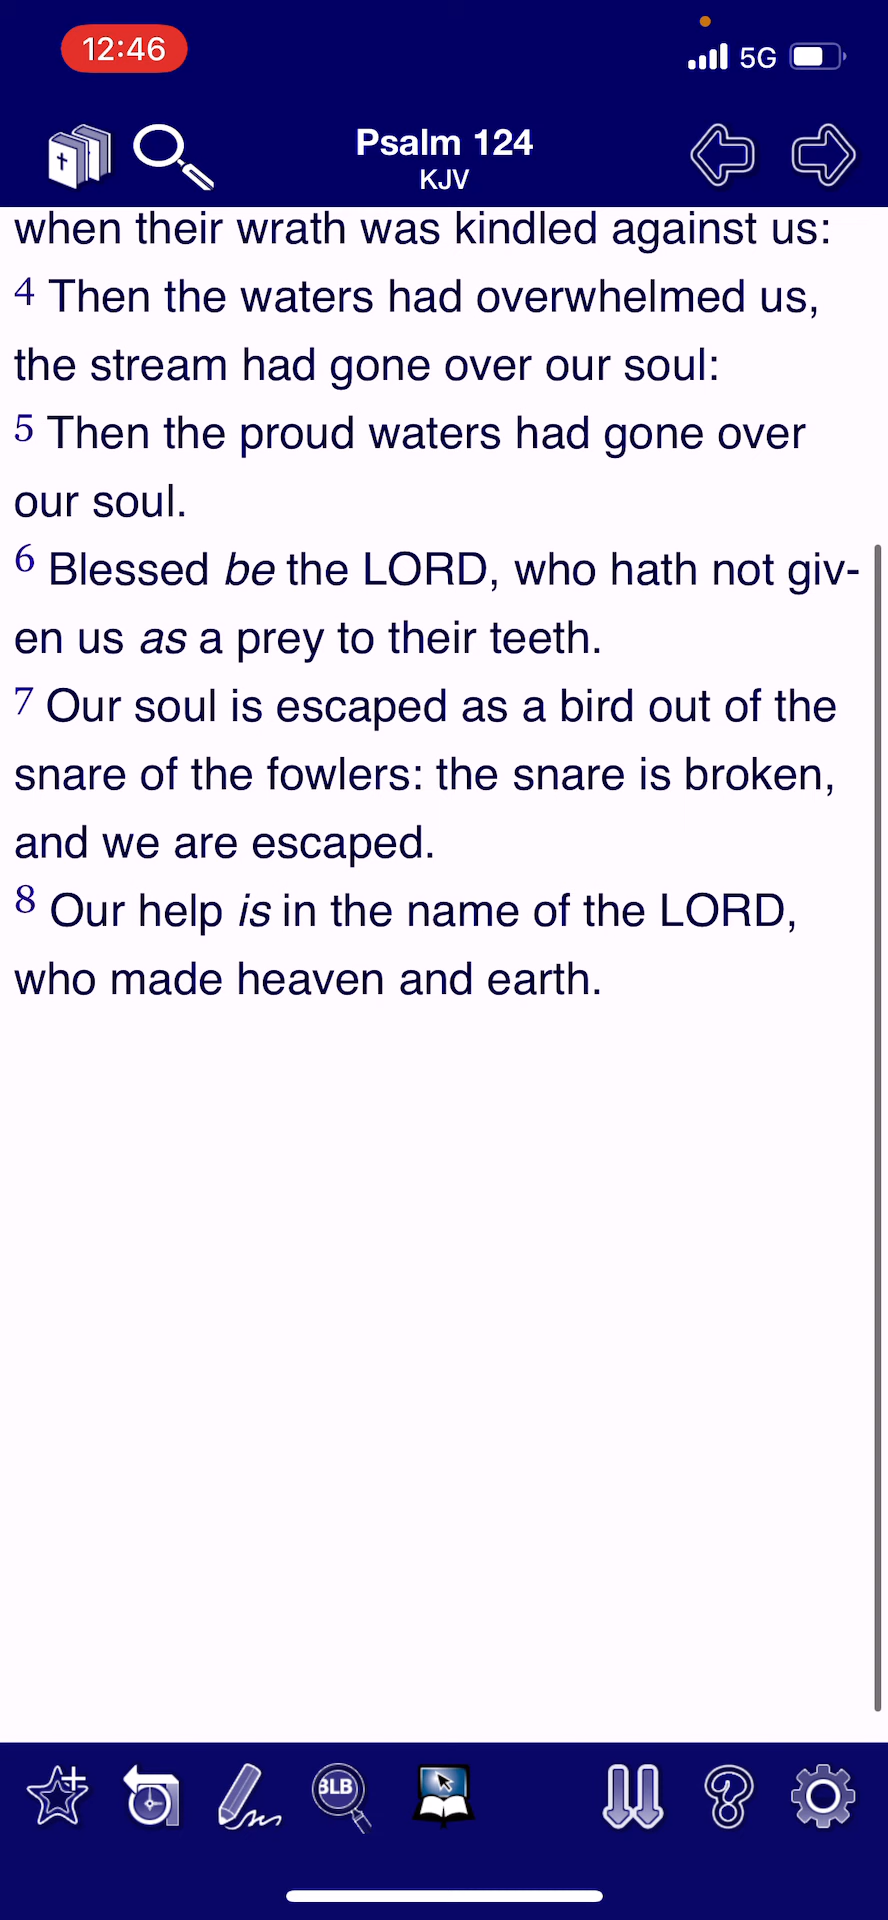 12:46
5G
Psalm 124
KJV
when their wrath was kindled against us:
4 Then the waters had overwhelmed us,
the stream had gone over our soul:
5 Then the proud waters had gone over
our soul.
6 Blessed be the LORD, who hath not giv-
en us as a prey to their teeth.
7 Our soul is escaped as a bird out of the
snare of the fowlers: the snare is broken,
and we are escaped.
8 Our help is in the name of the LORD,
who made heaven and earth.
BLB